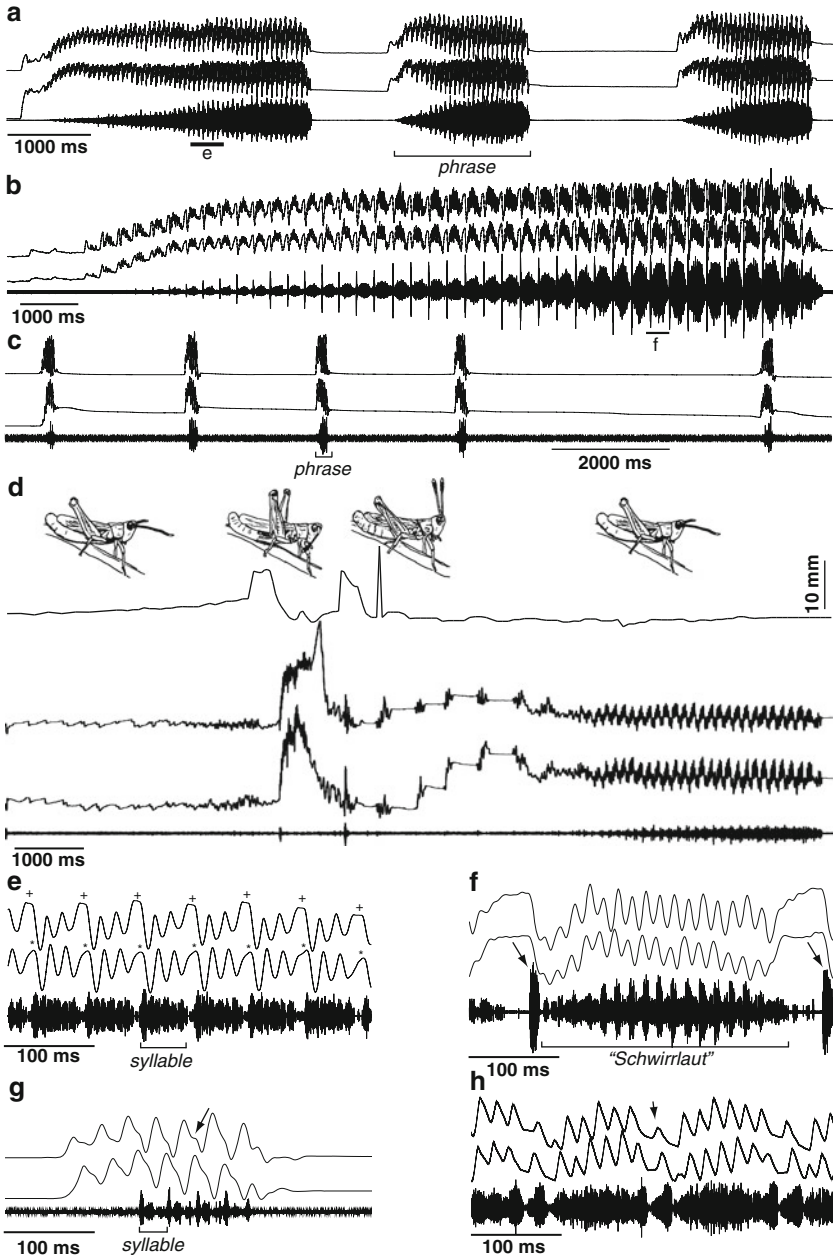 a
1000 ms
e
phrase
b
1000 ms
f
c
phrase
2000 ms
d
10 mm
1000 ms
e
+ + + + + + +
* * * * * * *
100 ms
syllable
f
100 ms
"Schwirrlaut"
g
100 ms
syllable
h
100 ms